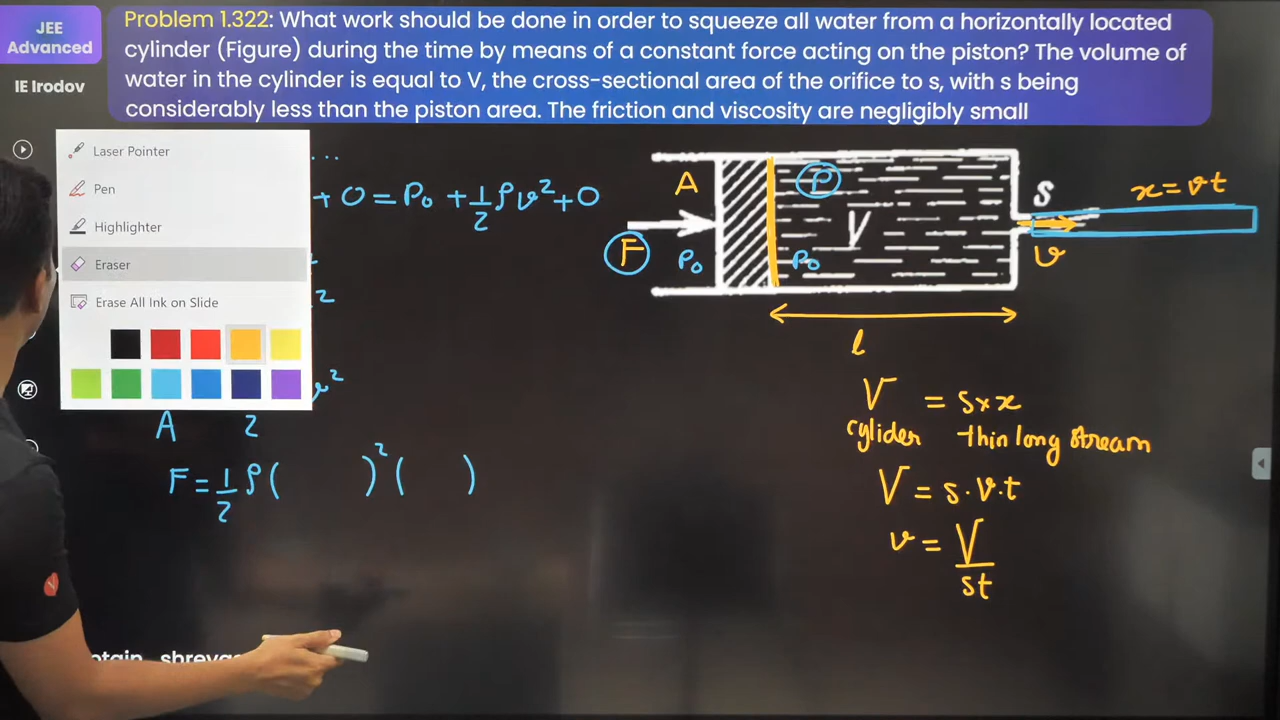 JEE
Advanced
IE Irodov
Problem 1.322: What work should be done in order to squeeze all water from a horizontally located
cylinder (Figure) during the time by means of a constant force acting on the piston? The volume of
water in the cylinder is equal to V, the cross-sectional area of the orifice to s, with s being
considerably less than the piston area. The friction and viscosity are negligibly small
Laser Pointer
Pen
Highlighter
Eraser
Erase All Ink on Slide
...
+ 0 = P₀ + 1/2 ρv² + 0
2
v²
A 2
F = 1/2 ρ( )² ( )
A
P
F
P₀
P₀
V
S
v
x = vt
l
V = s×x
cylider thin long stream
V = s·v·t
v = V/st
shreyas